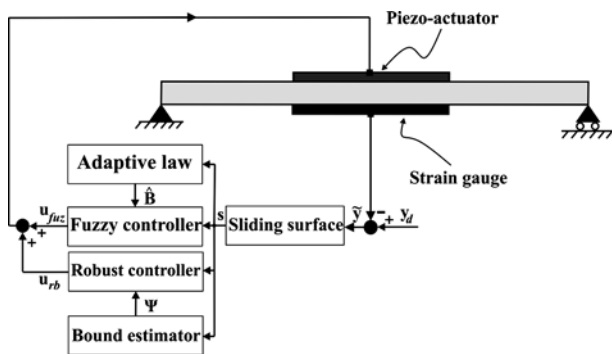 Piezo-actuator
Strain gauge
Adaptive law
B̂
u_fuz
Fuzzy controller
s
Sliding surface
ỹ
−
+
y_d
+
+
Robust controller
u_rb
Ψ
Bound estimator